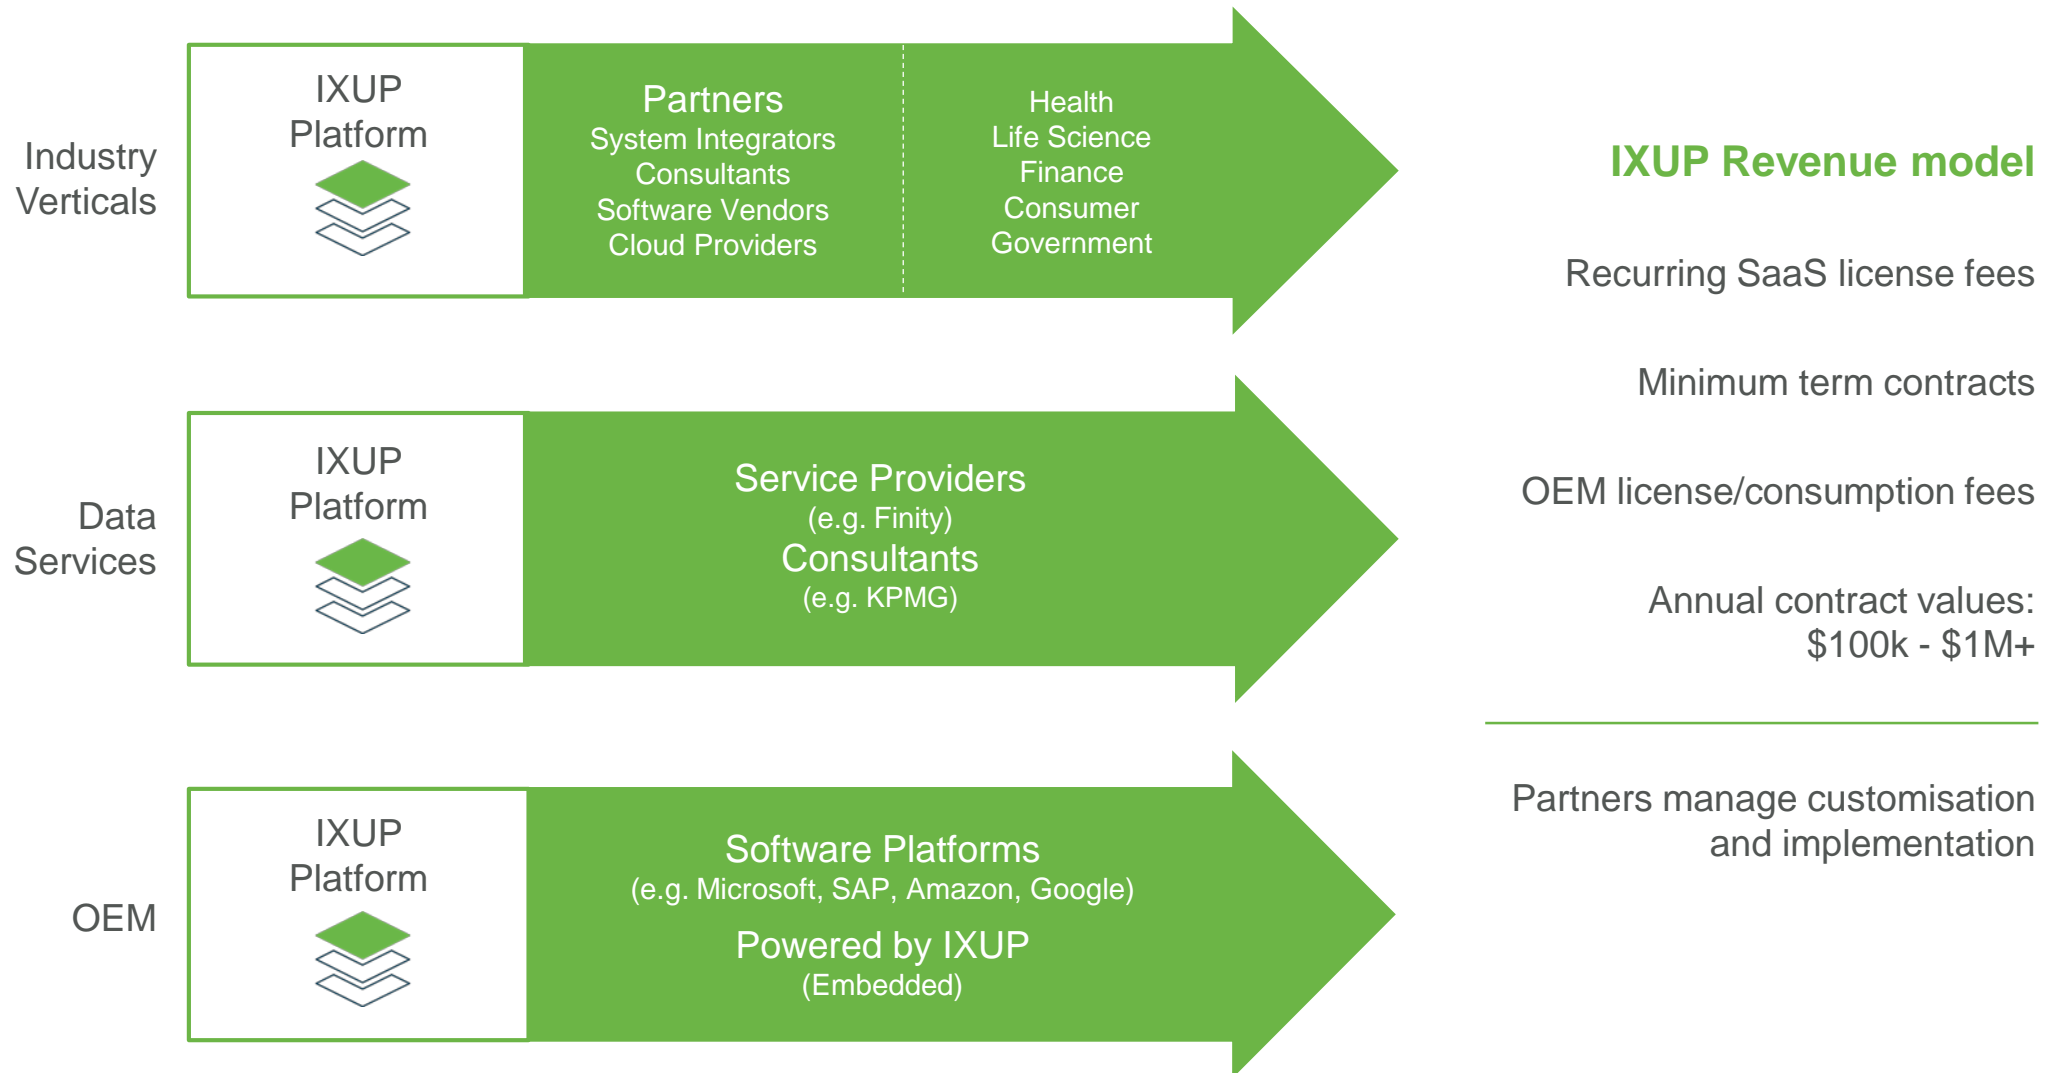 Industry
Verticals
IXUP
Platform
Partners
System Integrators
Consultants
Software Vendors
Cloud Providers
Health
Life Science
Finance
Consumer
Government
Data
Services
IXUP
Platform
Service Providers
(e.g. Finity)
Consultants
(e.g. KPMG)
OEM
IXUP
Platform
Software Platforms
(e.g. Microsoft, SAP, Amazon, Google)
Powered by IXUP
(Embedded)
IXUP Revenue model
Recurring SaaS license fees
Minimum term contracts
OEM license/consumption fees
Annual contract values:
$100k - $1M+
Partners manage customisation
and implementation